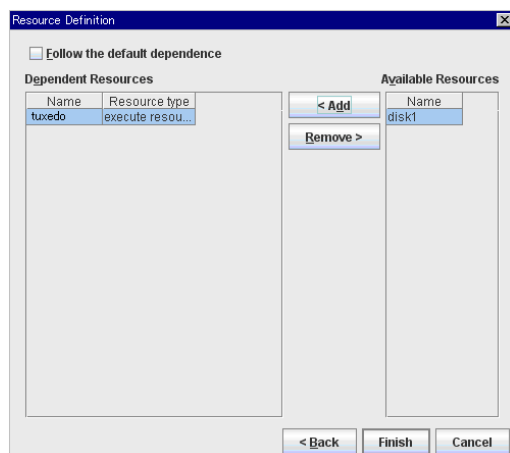 Resource Definition
Follow the default dependence
Dependent Resources
Available Resources
Name Resource type
tuxedo execute resou...
< Add
Remove >
Name
disk1
< Back Finish Cancel